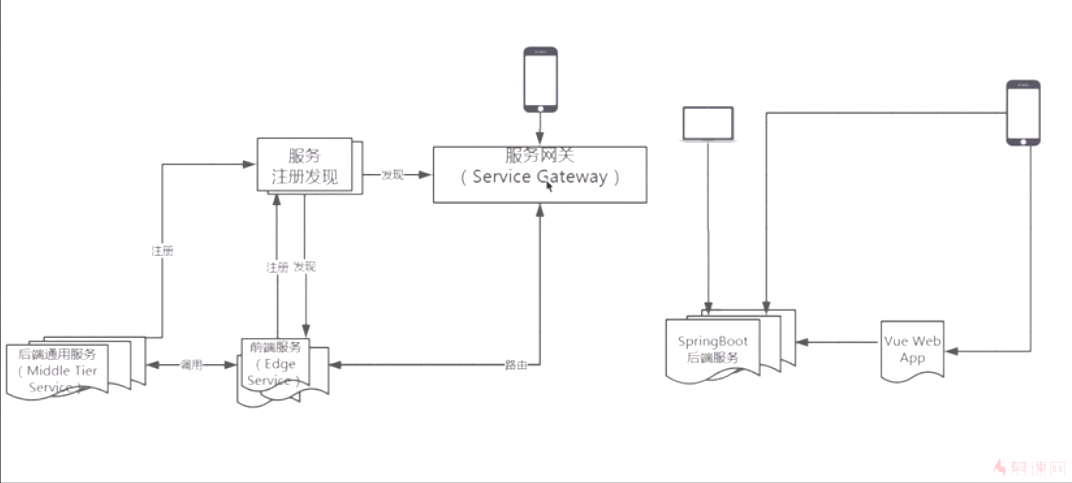 服务
注册发现
发现
服务网关
（Service Gateway）
注册
注册
发现
后端通用服务
（Middle Tier
Service）
调用
前端服务
（Edge
Service）
路由
SpringBoot
后端服务
Vue Web
App
慕课网